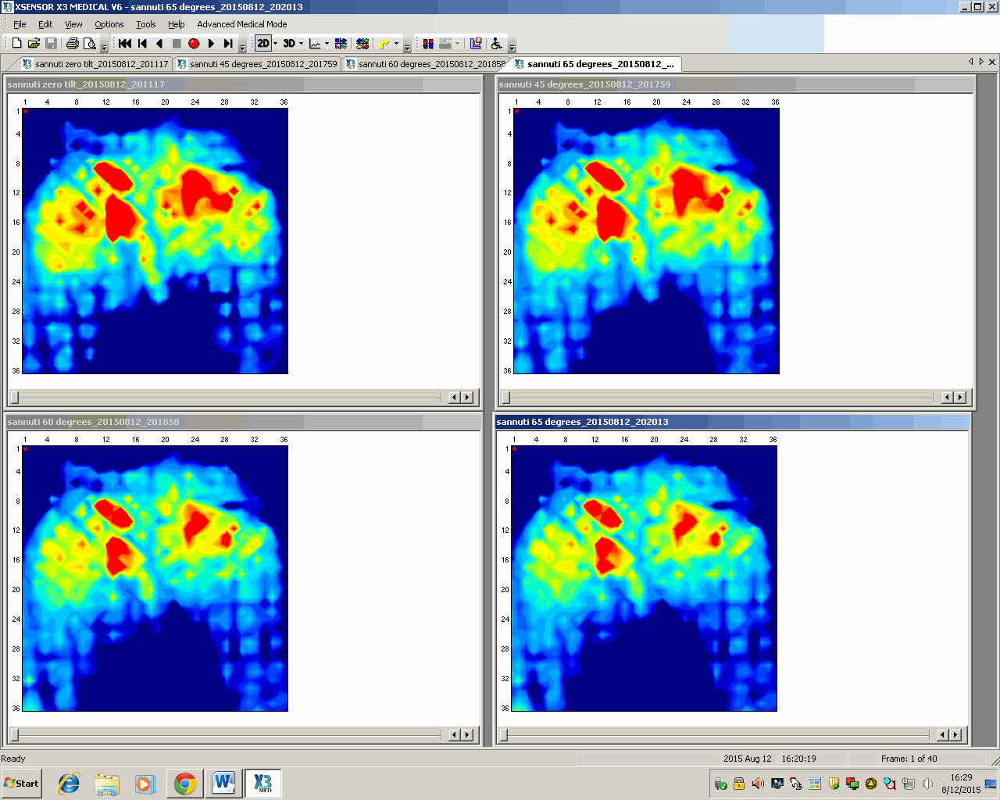 XSENSOR X3 MEDICAL V6 - sannuti 65 degrees_20150812_202013
File Edit View Options Tools Help Advanced Medical Mode
2D 3D
sannuti zero tilt_20150812_201117 sannuti 45 degrees_20150812_201759 sannuti 60 degrees_20150812_201858 sannuti 65 degrees_20150812_...
sannuti zero tilt_20150812_201117
1 4 8 12 16 20 24 28 32 36
1
4
8
12
16
20
24
28
32
36
sannuti 45 degrees_20150812_201759
1 4 8 12 16 20 24 28 32 36
1
4
8
12
16
20
24
28
32
36
sannuti 60 degrees_20150812_201858
1 4 8 12 16 20 24 28 32 36
1
4
8
12
16
20
24
28
32
36
sannuti 65 degrees_20150812_202013
1 4 8 12 16 20 24 28 32 36
1
4
8
12
16
20
24
28
32
36
Ready 2015 Aug 12 16:20:19 Frame: 1 of 40
Start W X3 MED 16:29
8/12/2015